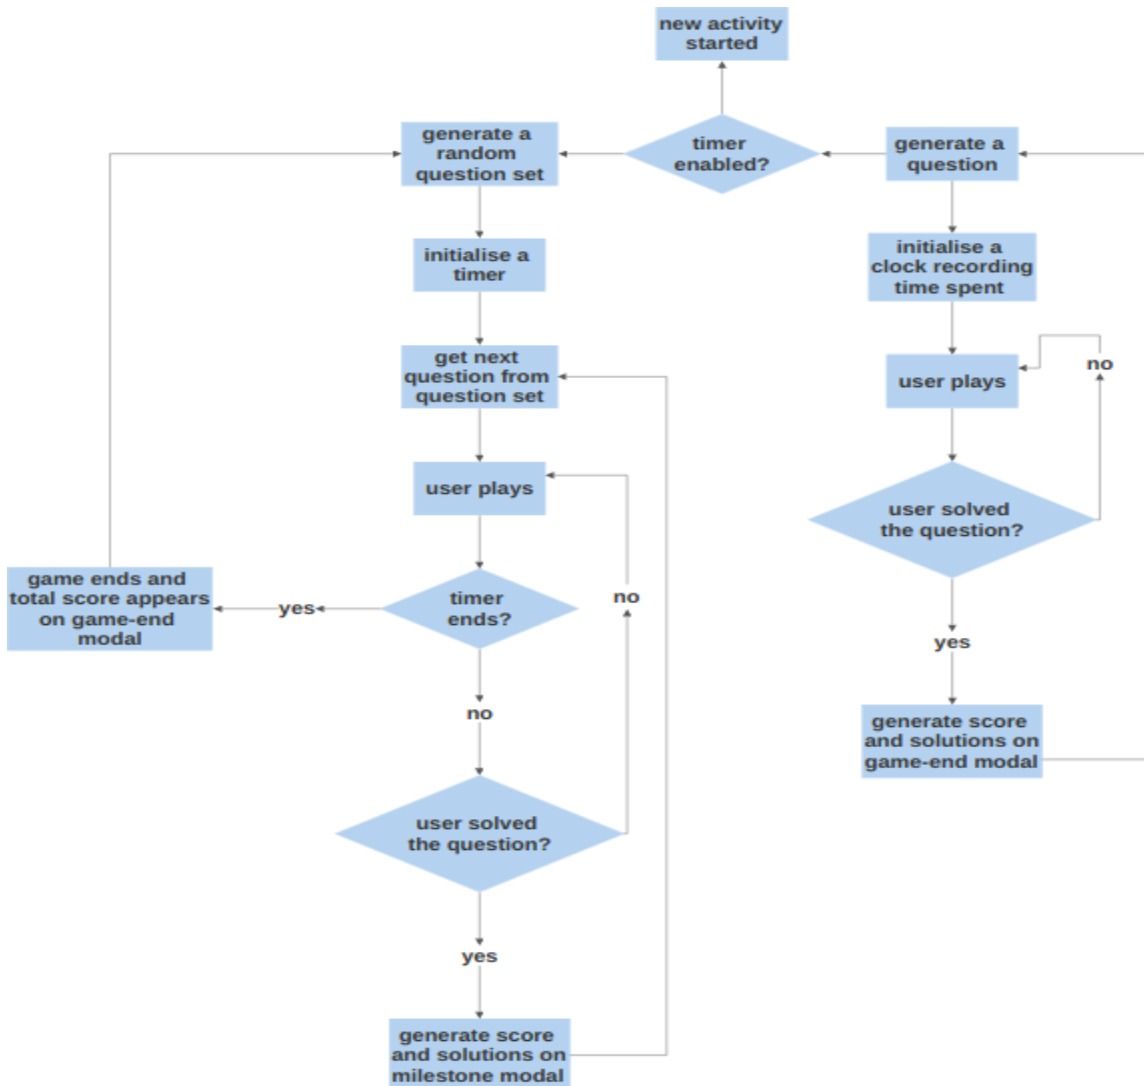 new activity
started
timer
enabled?
generate a
random
question set
initialise a
timer
get next
question from
question set
user plays
timer
ends?
yes
game ends and
total score appears
on game-end
modal
no
user solved
the question?
no
yes
generate score
and solutions on
milestone modal
generate a
question
initialise a
clock recording
time spent
user plays
no
user solved
the question?
yes
generate score
and solutions on
game-end modal